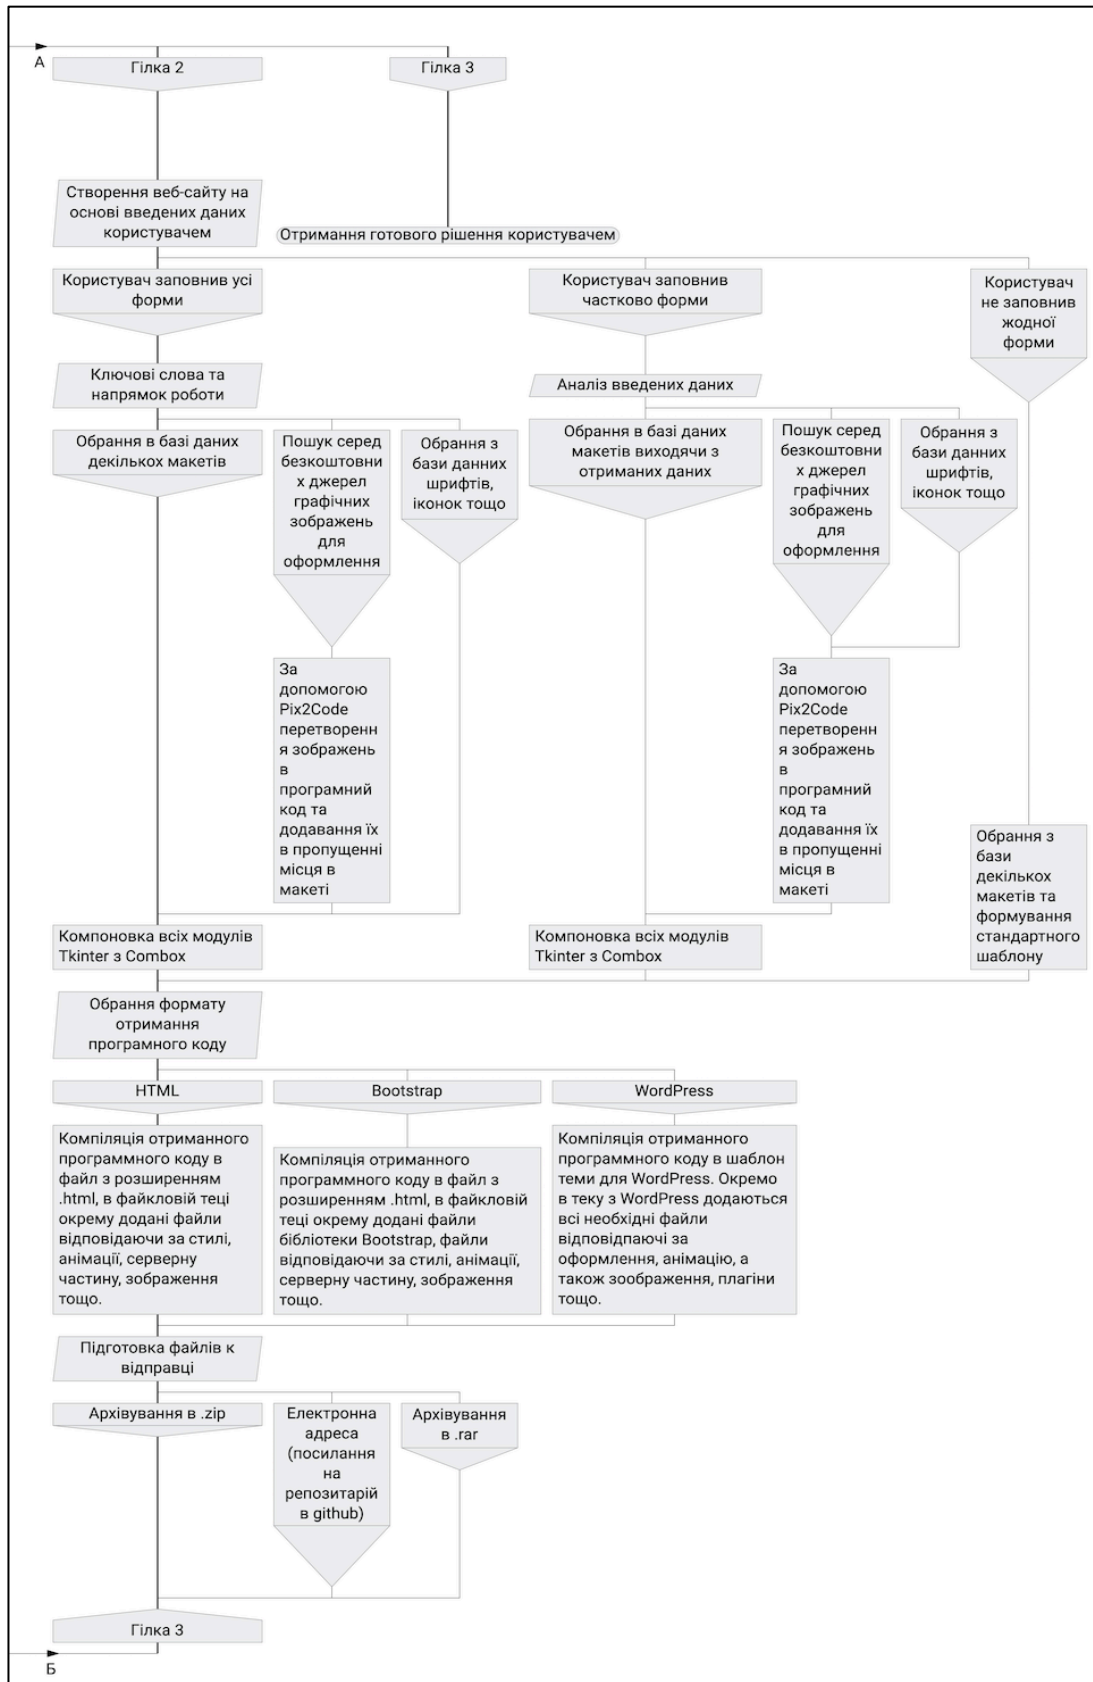 А
Гілка 2
Гілка 3
Створення веб-сайту на
основі введених даних
користувачем
Отримання готового рішення користувачем
Користувач заповнив усі
форми
Користувач заповнив
частково форми
Користувач
не заповнив
жодної
форми
Ключові слова та
напрямок роботи
Аналіз введених даних
Обрання в базі даних
декількох макетів
Пошук серед
безкоштовни
х джерел
графічних
зображень
для
оформлення
Обрання з
бази данних
шрифтів,
іконок тощо
Обрання в базі даних
макетів виходячи з
отриманих даних
Пошук серед
безкоштовни
х джерел
графічних
зображень
для
оформлення
Обрання з
бази данних
шрифтів,
іконок тощо
За
допомогою
Pix2Code
перетворенн
я зображень
в
програмний
код та
додавання їх
в пропущенні
місця в
макеті
За
допомогою
Pix2Code
перетворенн
я зображень
в
програмний
код та
додавання їх
в пропущенні
місця в
макеті
Обрання з
бази
декількох
макетів та
формування
стандартного
шаблону
Компоновка всіх модулів
Tkinter з Combox
Компоновка всіх модулів
Tkinter з Combox
Обрання формату
отримання
програмного коду
HTML
Bootstrap
WordPress
Компіляція отриманного
программного коду в
файл з розширенням
.html, в файкловій теці
окрему додані файли
відповідаючи за стилі,
анімації, серверну
частину, зображення
тощо.
Компіляція отриманного
программного коду в файл з
розширенням .html, в файкловій
теці окрему додані файли
бібліотеки Bootstrap, файли
відповідаючи за стилі, анімації,
серверну частину, зображення
тощо.
Компіляція отриманного
программного коду в шаблон
теми для WordPress. Окремо
в теку з WordPress додаються
всі необхідні файли
відповідпаючі за
оформлення, анімацію, а
також зоображення, плагіни
тощо.
Підготовка файлів к
відправці
Архівування в .zip
Електронна
адреса
(посилання
на
репозитарій
в github)
Архівування
в .rar
Гілка 3
Б